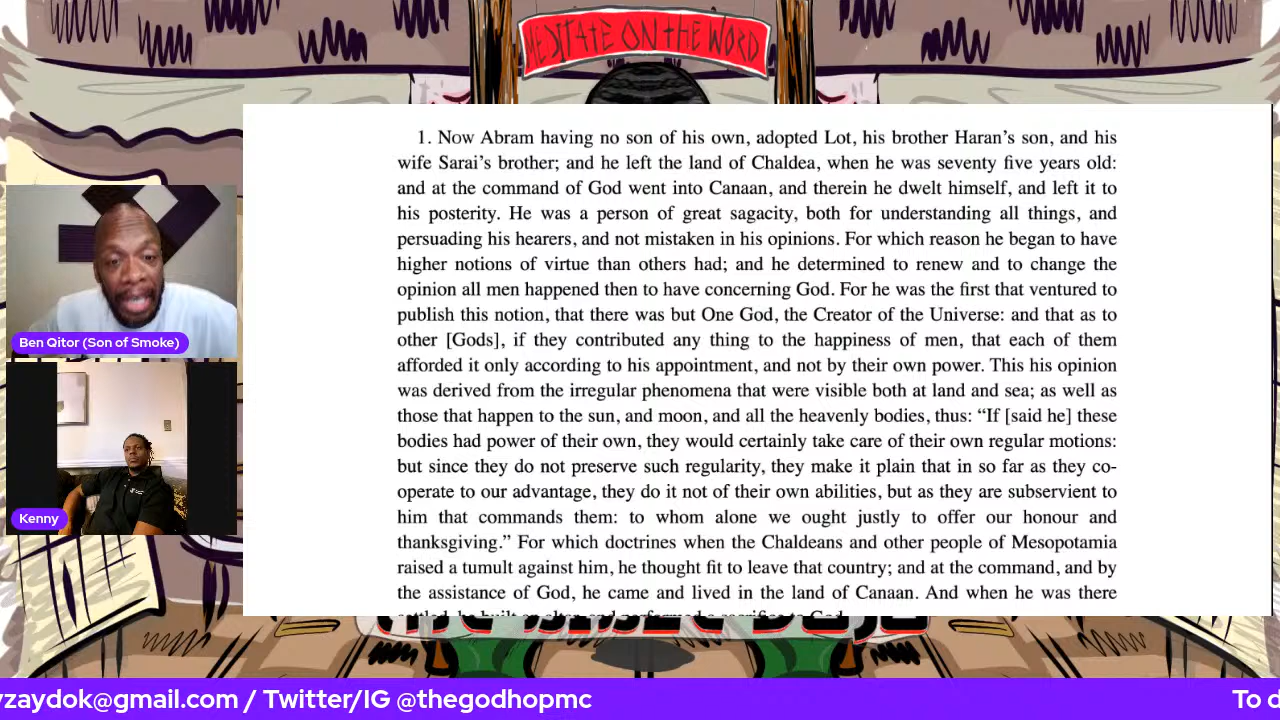 MEDITATE ON THE WORD
1. Now Abram having no son of his own, adopted Lot, his brother Haran's son, and his
wife Sarai's brother; and he left the land of Chaldea, when he was seventy five years old:
and at the command of God went into Canaan, and therein he dwelt himself, and left it to
his posterity. He was a person of great sagacity, both for understanding all things, and
persuading his hearers, and not mistaken in his opinions. For which reason he began to have
higher notions of virtue than others had; and he determined to renew and to change the
opinion all men happened then to have concerning God. For he was the first that ventured to
publish this notion, that there was but One God, the Creator of the Universe: and that as to
other [Gods], if they contributed any thing to the happiness of men, that each of them
afforded it only according to his appointment, and not by their own power. This his opinion
was derived from the irregular phenomena that were visible both at land and sea; as well as
those that happen to the sun, and moon, and all the heavenly bodies, thus: “If [said he] these
bodies had power of their own, they would certainly take care of their own regular motions:
but since they do not preserve such regularity, they make it plain that in so far as they co-
operate to our advantage, they do it not of their own abilities, but as they are subservient to
him that commands them: to whom alone we ought justly to offer our honour and
thanksgiving.” For which doctrines when the Chaldeans and other people of Mesopotamia
raised a tumult against him, he thought fit to leave that country; and at the command, and by
the assistance of God, he came and lived in the land of Canaan. And when he was there
settled, he built an altar, and performed a sacrifice to God.
Ben Qitor (Son of Smoke)
Kenny
yzaydok@gmail.com / Twitter/IG @thegodhopmc
To d